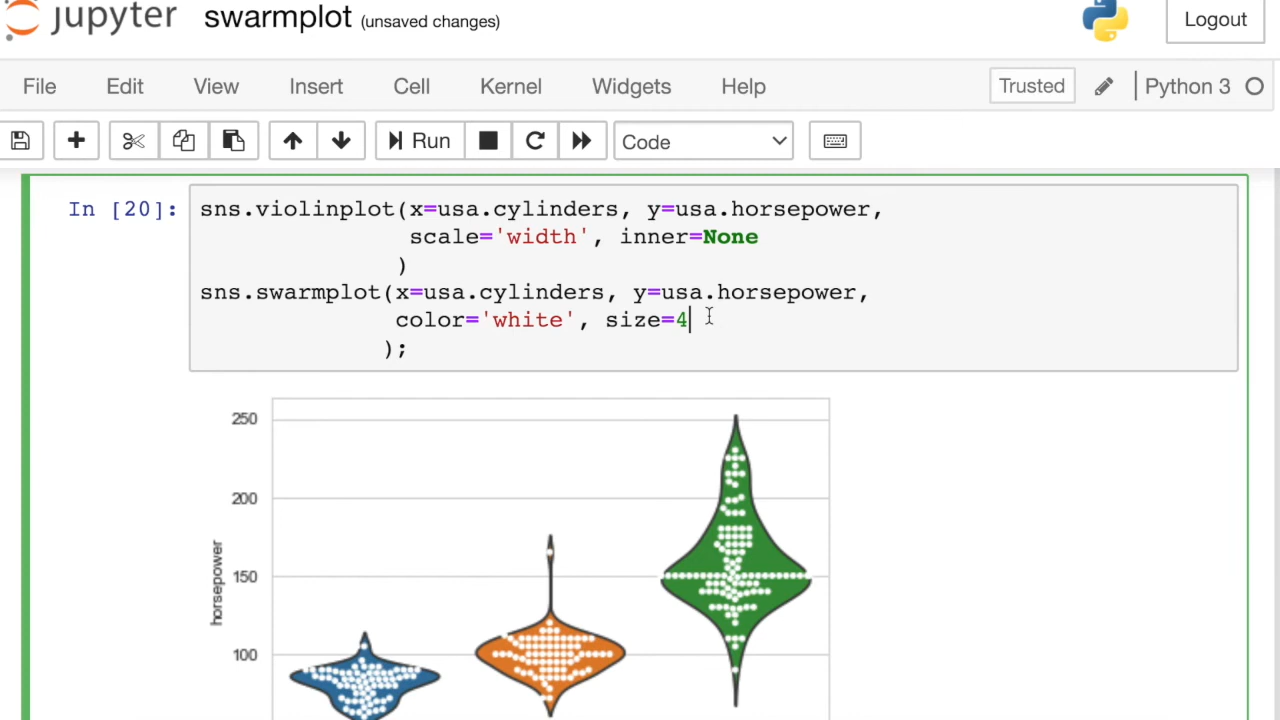 jupyter swarmplot (unsaved changes) Logout
File Edit View Insert Cell Kernel Widgets Help Trusted Python 3
Run Code
In [20]: sns.violinplot(x=usa.cylinders, y=usa.horsepower,
scale='width', inner=None
)
sns.swarmplot(x=usa.cylinders, y=usa.horsepower,
color='white', size=4
);
250
200
150
100
horsepower